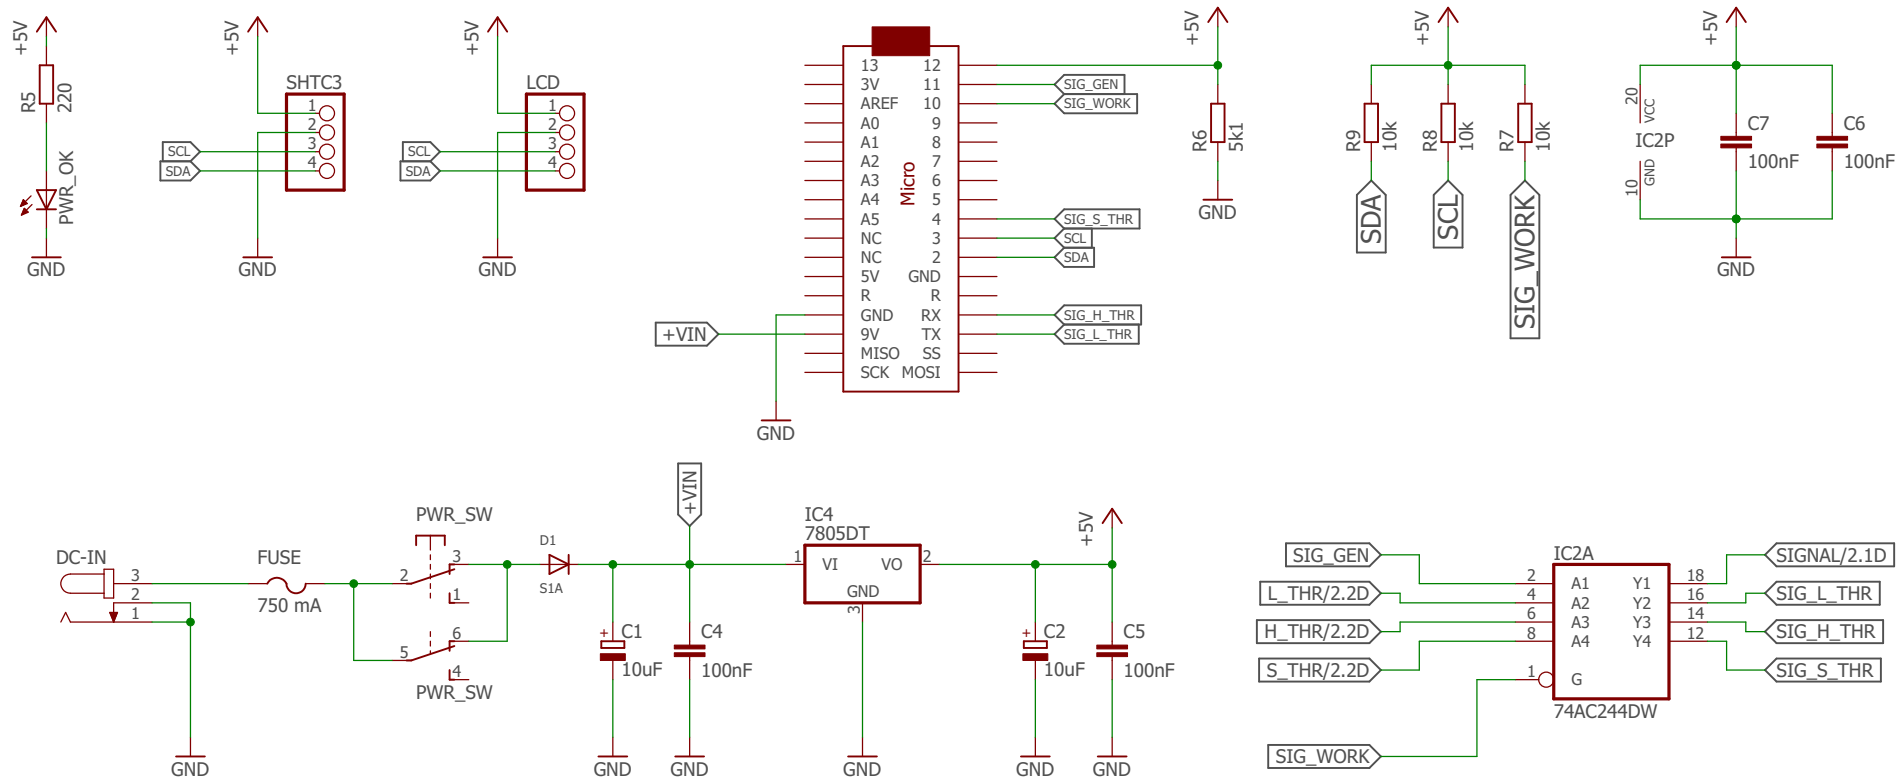 +5V
R5
220
PWR_OK
GND
+5V
SHTC3
1
2
3
4
SCL
SDA
GND
+5V
LCD
1
2
3
4
SCL
SDA
GND
13 12
3V 11
AREF 10
A0 9
A1 8
A2 7
A3 6
A4 5
A5 4
NC 3
NC 2
5V GND
R R
GND RX
9V TX
MISO SS
SCK MOSI
Micro
+VIN
GND
SIG_GEN
SIG_WORK
SIG_S_THR
SCL
SDA
SIG_H_THR
SIG_L_THR
+5V
R6
5k1
GND
+5V
R9
10k
R8
10k
R7
10k
SDA
SCL
SIG_WORK
+5V
20
VCC
IC2P
GND
10
C7
100nF
C6
100nF
GND
DC-IN
3
2
1
GND
FUSE
750 mA
PWR_SW
2
3
1
5
6
4
PWR_SW
D1
S1A
+VIN
+
C1
10uF
GND
C4
100nF
GND
IC4
7805DT
1 VI VO 2
GND
3
GND
+5V
+
C2
10uF
GND
C5
100nF
GND
SIG_GEN
L_THR/2.2D
H_THR/2.2D
S_THR/2.2D
SIG_WORK
IC2A
2 A1 Y1 18
4 A2 Y2 16
6 A3 Y3 14
8 A4 Y4 12
1 G
74AC244DW
SIGNAL/2.1D
SIG_L_THR
SIG_H_THR
SIG_S_THR